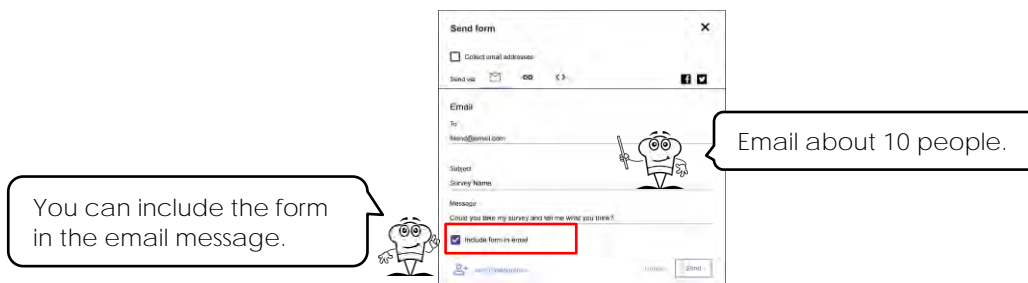 Send form
Collect email addresses
Send via
Email
To
friend@email.com
Email about 10 people.
Subject
Survey Name
You can include the form
in the email message.
Message
Could you take my survey and tell me what you think?
Include form in email
Send